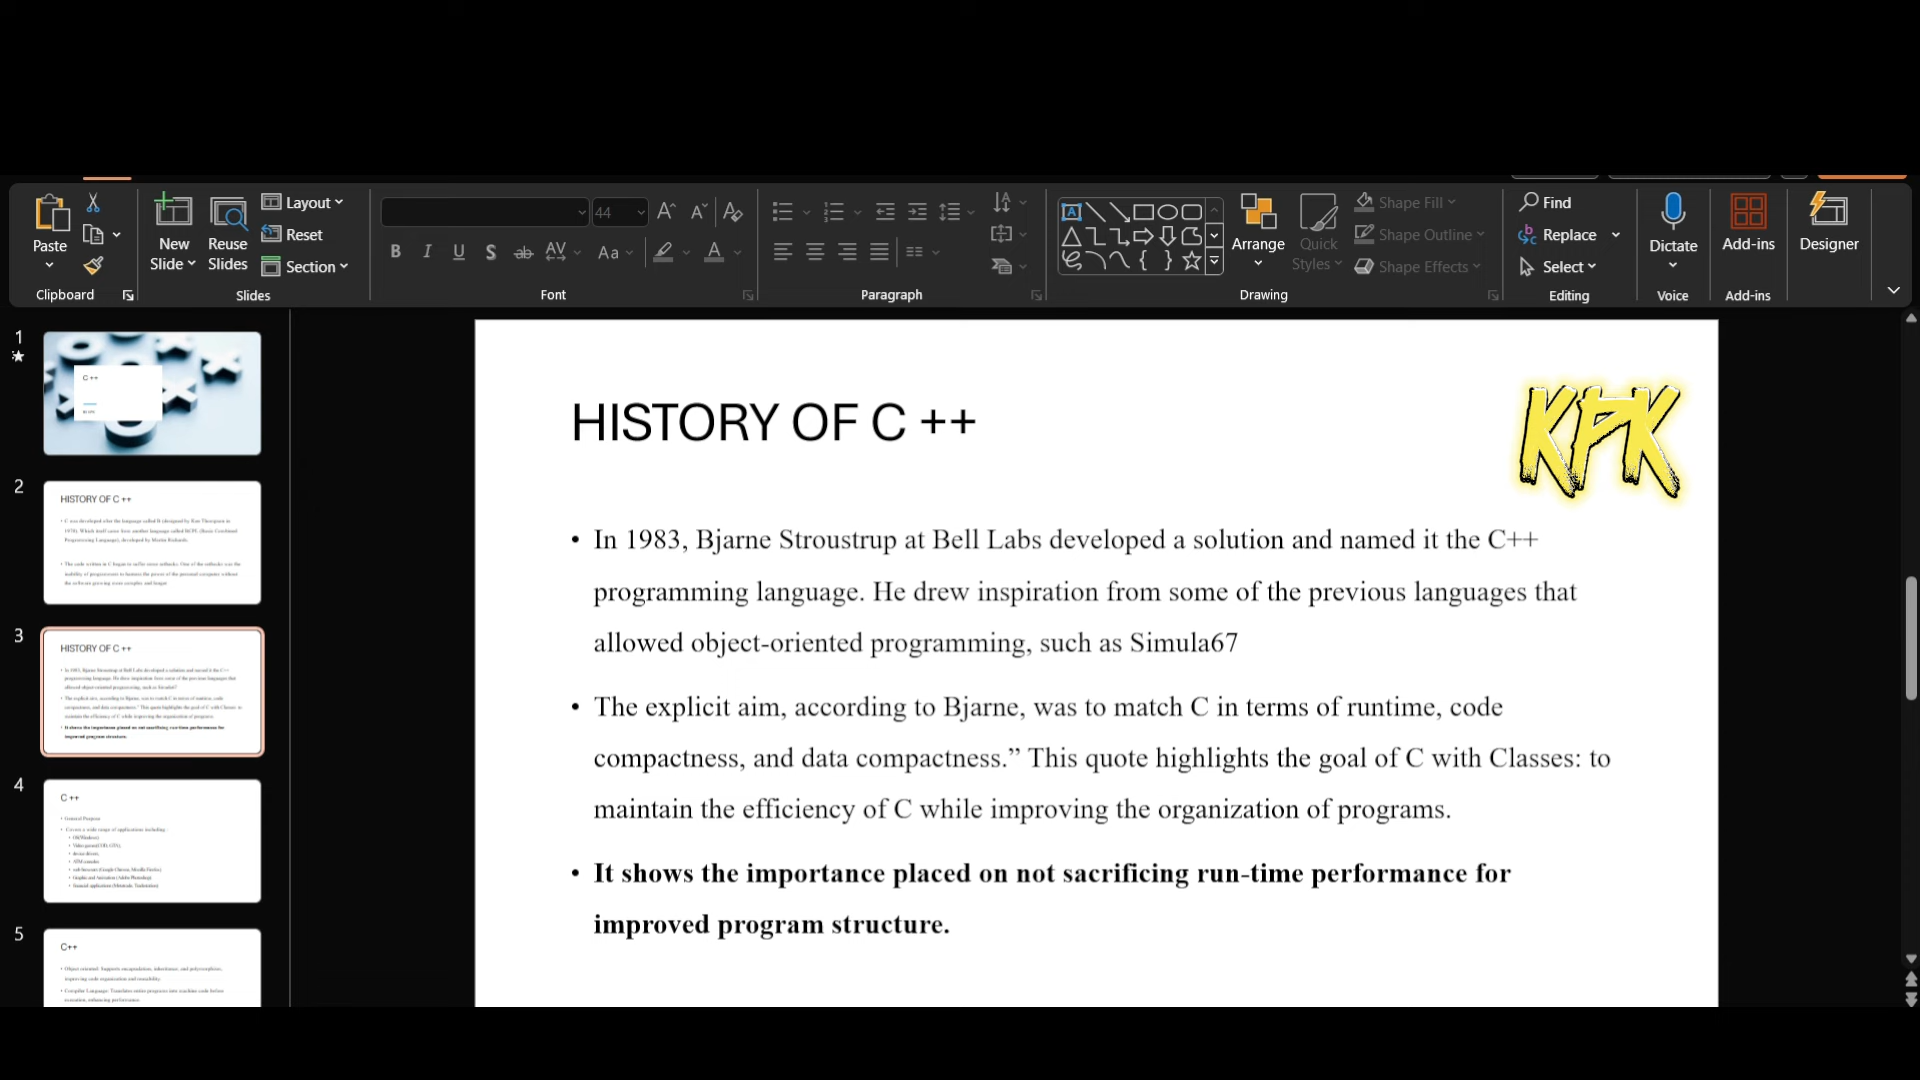 Paste
Clipboard
New
Slide
Reuse
Slides
Layout
Reset
Section
Slides
44
B I U S ab AV Aa A
Font
Paragraph
Drawing
Arrange
Quick
Styles
Shape Fill
Shape Outline
Shape Effects
Find
Replace
Select
Editing
Dictate
Voice
Add-ins
Add-ins
Designer
1
C ++
2
HISTORY OF C ++
3
HISTORY OF C ++
4
C ++
General Purpose
5
C++
HISTORY OF C ++
KPK
• In 1983, Bjarne Stroustrup at Bell Labs developed a solution and named it the C++
programming language. He drew inspiration from some of the previous languages that
allowed object-oriented programming, such as Simula67
• The explicit aim, according to Bjarne, was to match C in terms of runtime, code
compactness, and data compactness.” This quote highlights the goal of C with Classes: to
maintain the efficiency of C while improving the organization of programs.
• It shows the importance placed on not sacrificing run-time performance for
improved program structure.